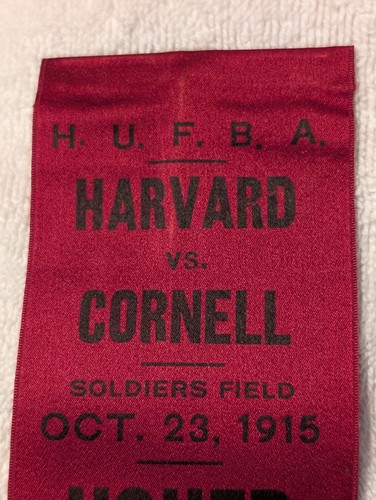 H. U. F. B. A.
HARVARD
VS.
CORNELL
SOLDIERS FIELD
OCT. 23, 1915